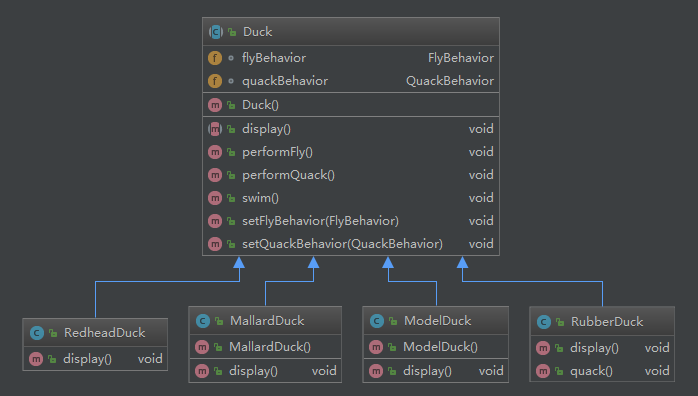 Duck
flyBehavior FlyBehavior
quackBehavior QuackBehavior
Duck()
display() void
performFly() void
performQuack() void
swim() void
setFlyBehavior(FlyBehavior) void
setQuackBehavior(QuackBehavior) void
RedheadDuck
display() void
MallardDuck
MallardDuck()
display() void
ModelDuck
ModelDuck()
display() void
RubberDuck
display() void
quack() void